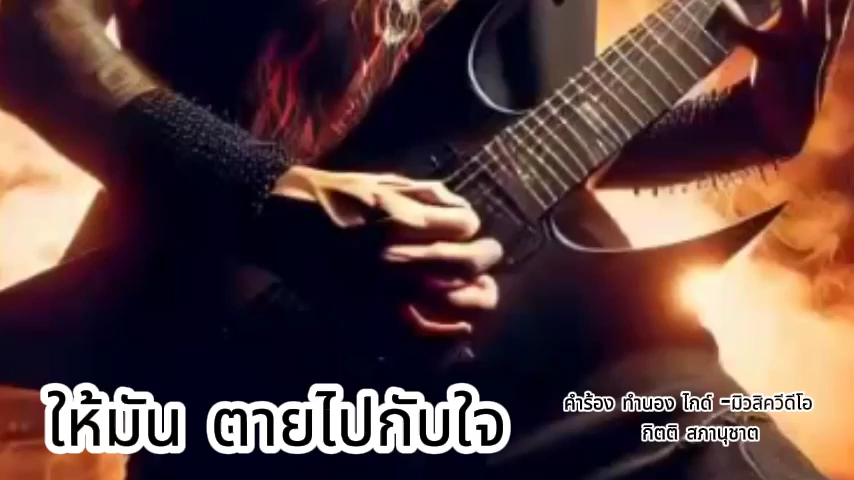 ให้มัน ตายไปกับใจ
คำร้อง ทำนอง ไกด์ -มิวสิควีดีโอ
กิตติ สภานุชาต